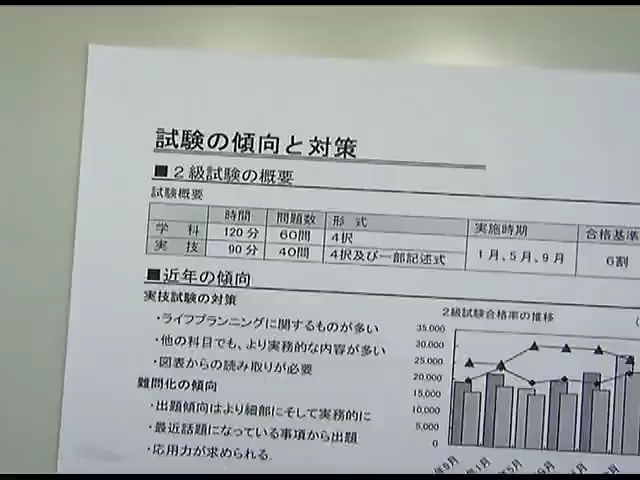 試験の傾向と対策
■2級試験の概要
試験概要
時間 問題数 形 式 実施時期 合格基準
学 科 120分 60問 4択 1月、5月、9月 6割
実 技 90分 40問 4択及び一部記述式
■近年の傾向
実技試験の対策
・ライフプランニングに関するものが多い
・他の科目でも、より実務的な内容が多い
・図表からの読み取りが必要
難問化の傾向
・出題傾向はより細部にそして実務的に
・最近話題になっている事項から出題
・応用力が求められる
2級試験合格率の推移
35,000
30,000
25,000
20,000
15,000
10,000
5,000
0